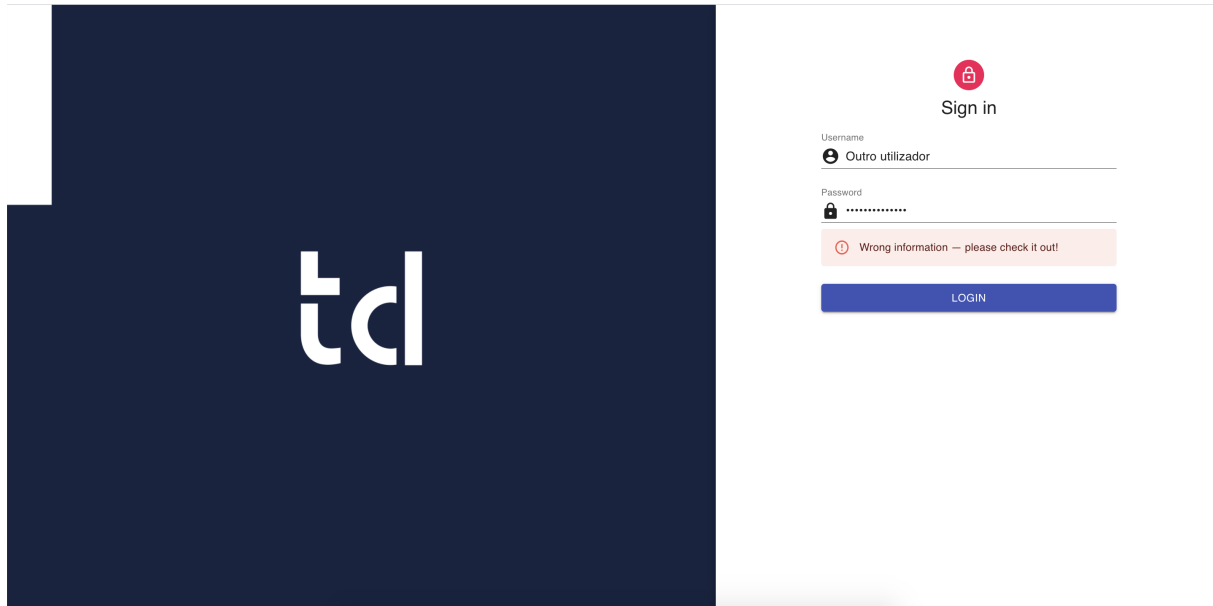 td
Sign in
Username
Outro utilizador
Password
••••••••••••••
Wrong information — please check it out!
LOGIN